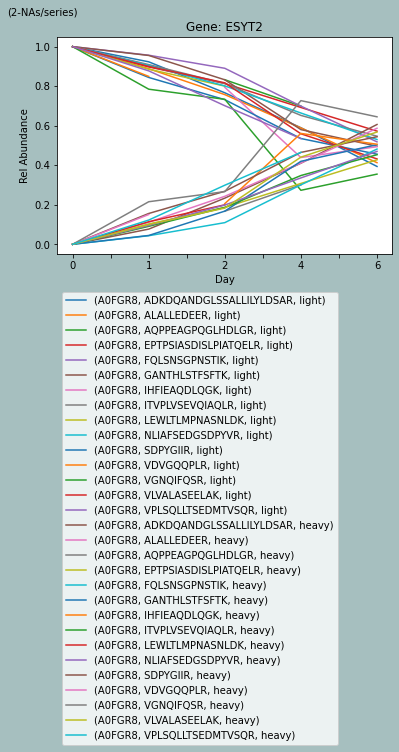 (2-NAs/series)
Gene: ESYT2
1.0
0.8
0.6
0.4
0.2
0.0
Rel Abundance
0 1 2 4 6
Day
(A0FGR8, ADKDQANDGLSSALLILYLDSAR, light)
(A0FGR8, ALALLEDEER, light)
(A0FGR8, AQPPEAGPQGLHDLGR, light)
(A0FGR8, EPTPSIASDISLPIATQELR, light)
(A0FGR8, FQLSNSGPNSTIK, light)
(A0FGR8, GANTHLSTFSFTK, light)
(A0FGR8, IHFIEAQDLQGK, light)
(A0FGR8, ITVPLVSEVQIAQLR, light)
(A0FGR8, LEWLTLMPNASNLDK, light)
(A0FGR8, NLIAFSEDGSDPYVR, light)
(A0FGR8, SDPYGIIR, light)
(A0FGR8, VDVGQQPLR, light)
(A0FGR8, VGNQIFQSR, light)
(A0FGR8, VLVALASEELAK, light)
(A0FGR8, VPLSQLLTSEDMTVSQR, light)
(A0FGR8, ADKDQANDGLSSALLILYLDSAR, heavy)
(A0FGR8, ALALLEDEER, heavy)
(A0FGR8, AQPPEAGPQGLHDLGR, heavy)
(A0FGR8, EPTPSIASDISLPIATQELR, heavy)
(A0FGR8, FQLSNSGPNSTIK, heavy)
(A0FGR8, GANTHLSTFSFTK, heavy)
(A0FGR8, IHFIEAQDLQGK, heavy)
(A0FGR8, ITVPLVSEVQIAQLR, heavy)
(A0FGR8, LEWLTLMPNASNLDK, heavy)
(A0FGR8, NLIAFSEDGSDPYVR, heavy)
(A0FGR8, SDPYGIIR, heavy)
(A0FGR8, VDVGQQPLR, heavy)
(A0FGR8, VGNQIFQSR, heavy)
(A0FGR8, VLVALASEELAK, heavy)
(A0FGR8, VPLSQLLTSEDMTVSQR, heavy)